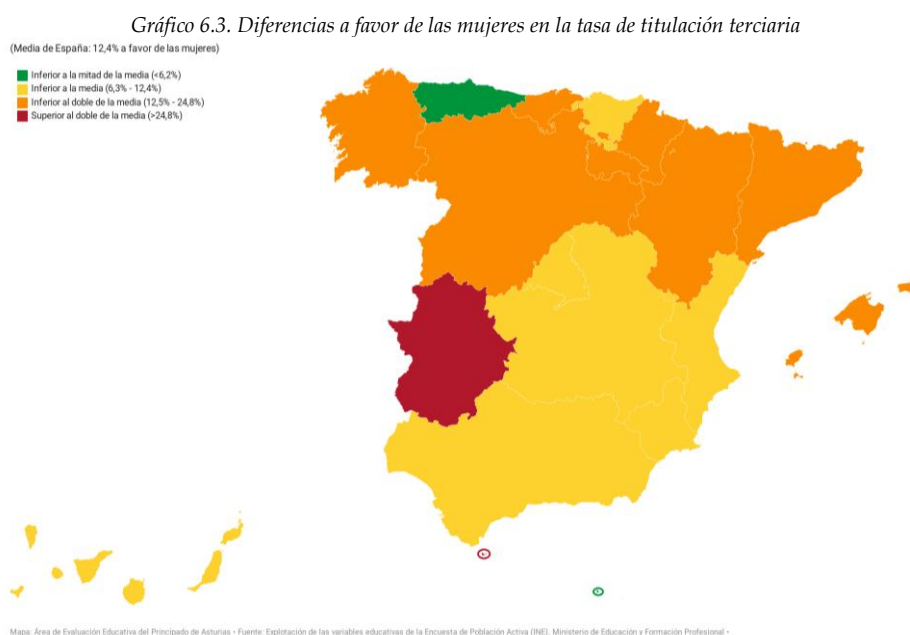 Gráfico 6.3. Diferencias a favor de las mujeres en la tasa de titulación terciaria
(Media de España: 12,4% a favor de las mujeres)
Inferior a la mitad de la media (<6,2%)
Inferior a la media (6,3% - 12,4%)
Inferior al doble de la media (12,5% - 24,8%)
Superior al doble de la media (>24,8%)
Mapa: Área de Evaluación Educativa del Principado de Asturias • Fuente: Explotación de las variables educativas de la Encuesta de Población Activa (INE). Ministerio de Educación y Formación Profesional •